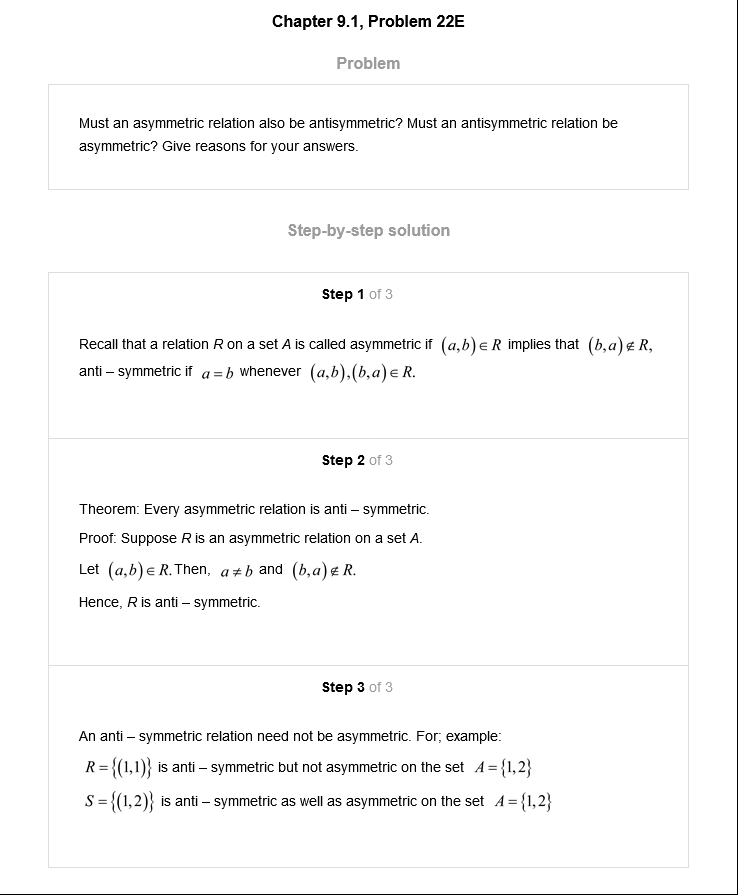 Chapter 9.1, Problem 22E
Problem
Must an asymmetric relation also be antisymmetric? Must an antisymmetric relation be
asymmetric? Give reasons for your answers.
Step-by-step solution
Step 1 of 3
Recall that a relation R on a set A is called asymmetric if (a,b)∈R implies that (b,a)∉R,
anti – symmetric if a=b whenever (a,b),(b,a)∈R.
Step 2 of 3
Theorem: Every asymmetric relation is anti – symmetric.
Proof: Suppose R is an asymmetric relation on a set A.
Let (a,b)∈R. Then, a≠b and (b,a)∉R.
Hence, R is anti – symmetric.
Step 3 of 3
An anti – symmetric relation need not be asymmetric. For; example:
R={(1,1)} is anti – symmetric but not asymmetric on the set A={1,2}
S={(1,2)} is anti – symmetric as well as asymmetric on the set A={1,2}